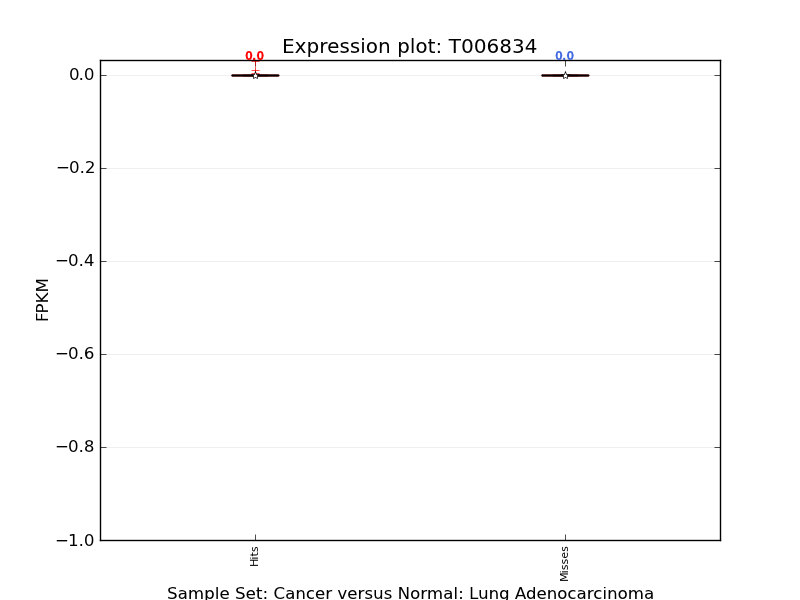 Expression plot: T006834
0.0 0.0
0.0
−0.2
−0.4
−0.6
−0.8
−1.0
FPKM
Hits Misses
Sample Set: Cancer versus Normal: Lung Adenocarcinoma